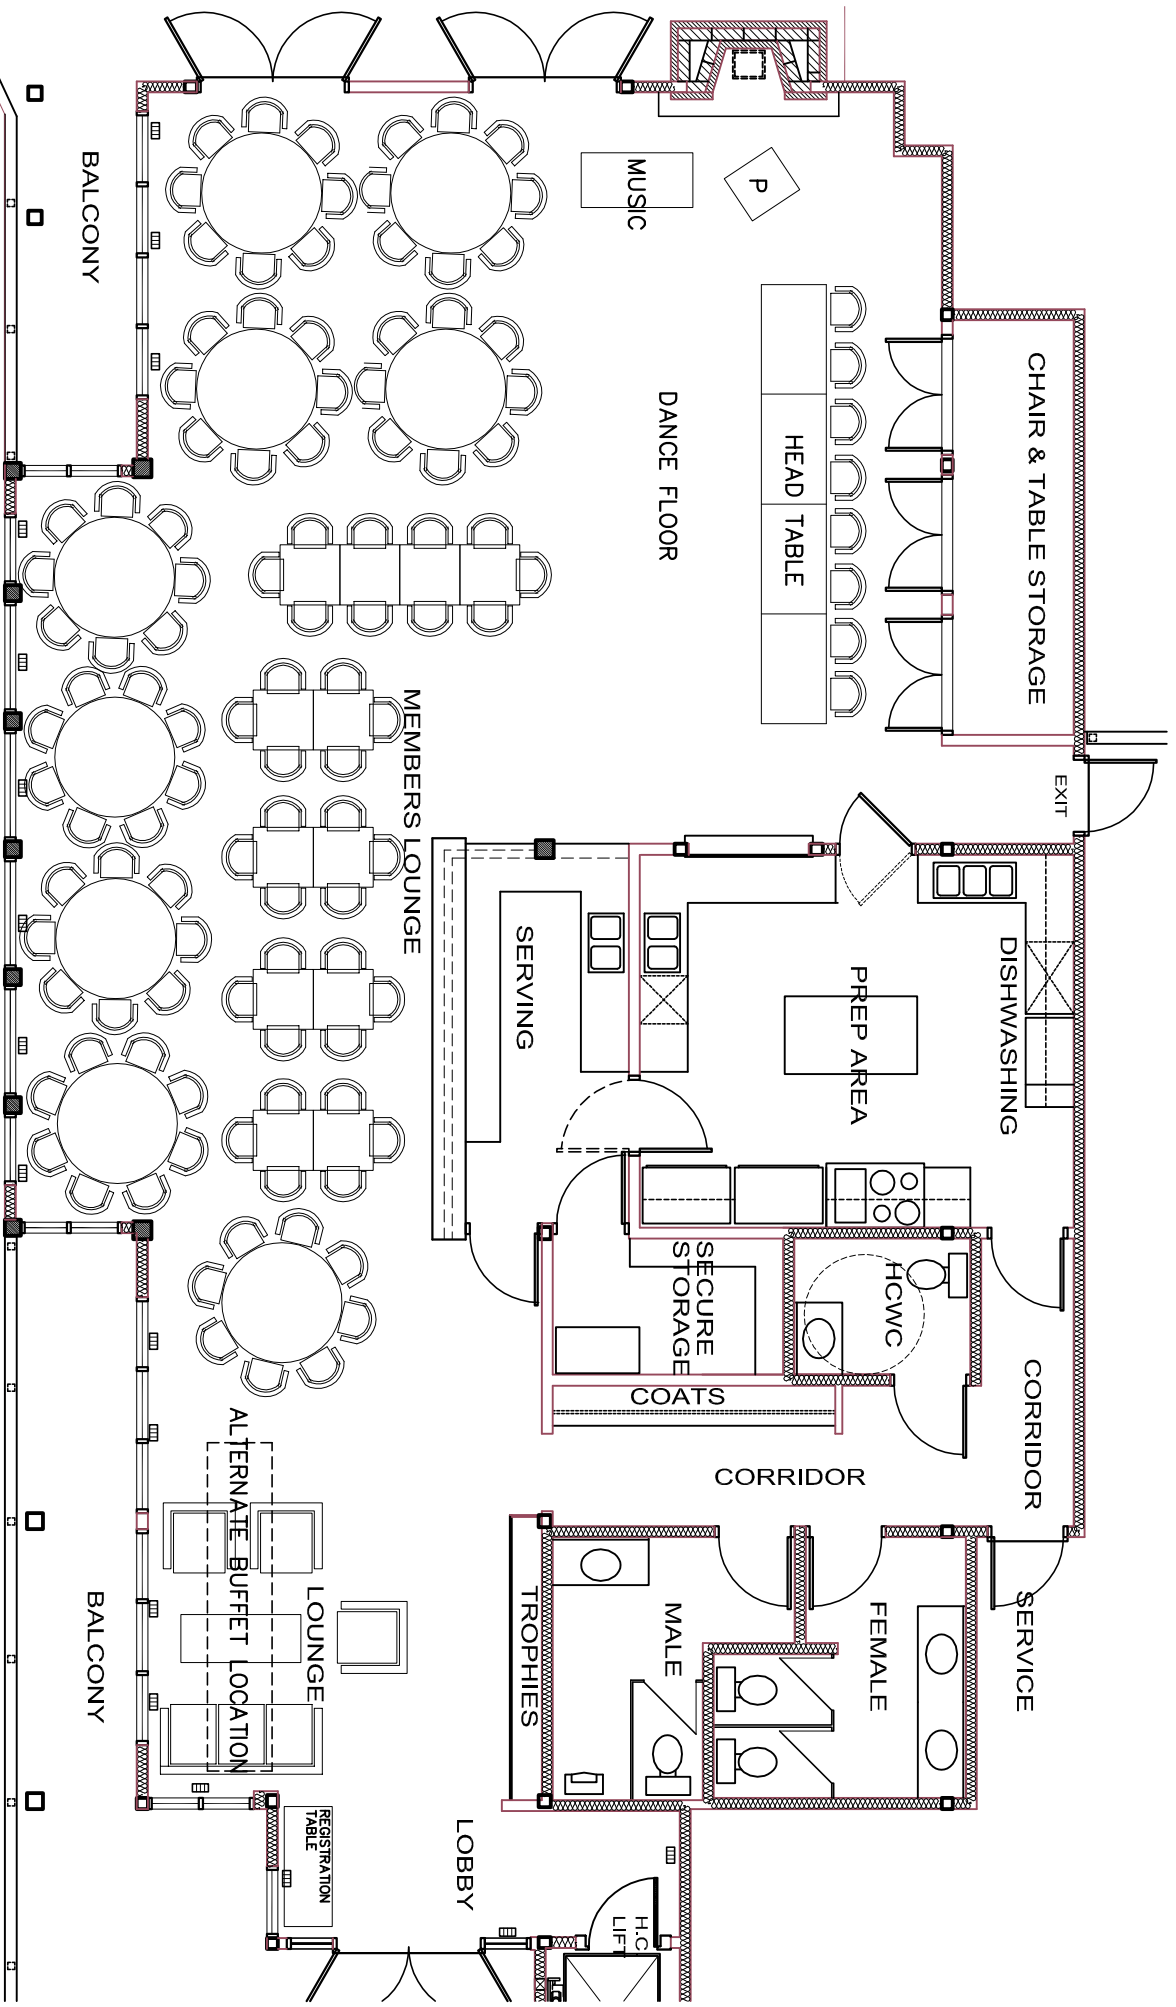 BALCONY
MUSIC
P
CHAIR & TABLE STORAGE
DANCE FLOOR
HEAD TABLE
MEMBERS LOUNGE
EXIT
SERVING
PREP AREA
DISHWASHING
SECURE
STORAGE
HCWC
COATS
CORRIDOR
CORRIDOR
ALTERNATE BUFFET LOCATION
LOUNGE
BALCONY
TROPHIES
MALE
FEMALE
SERVICE
REGISTRATION
TABLE
LOBBY
H.C.
LIFT